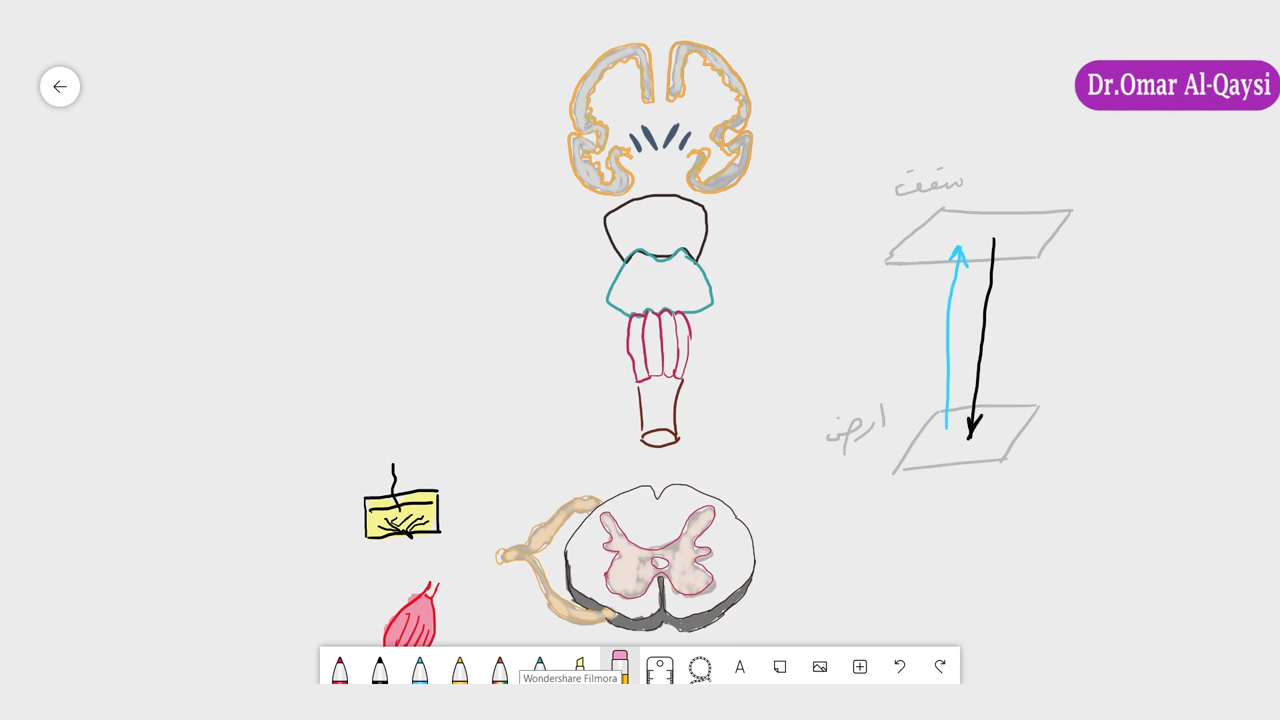 Dr.Omar Al-Qaysi
سقف
ارض
A
Wondershare Filmora